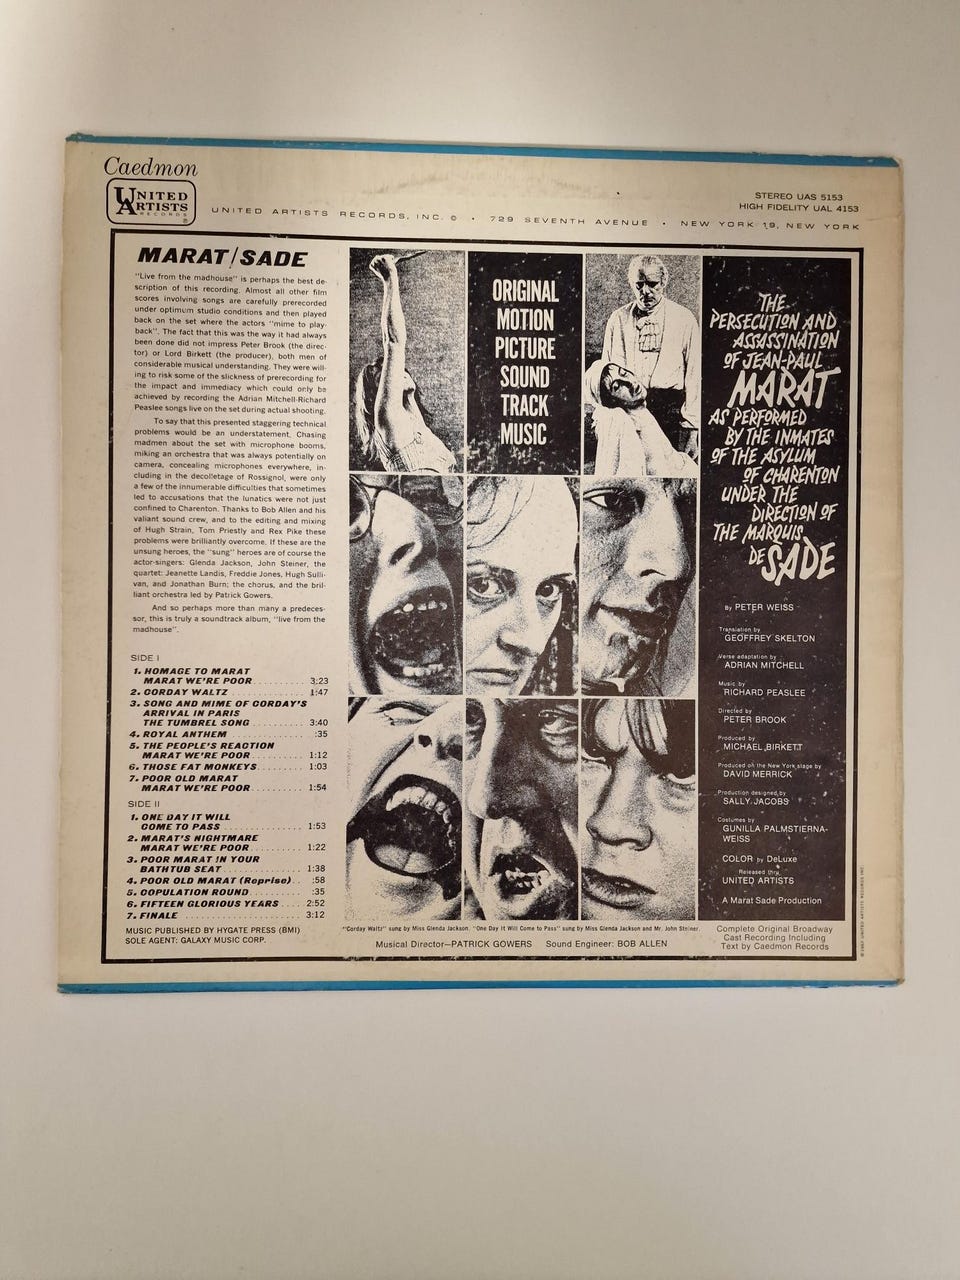 Caedmon
UNITED
ARTISTS
RECORDS
UNITED ARTISTS RECORDS, INC. ® • 729 SEVENTH AVENUE • NEW YORK 19, NEW YORK
STEREO UAS 5153
HIGH FIDELITY UAL 4153
MARAT/SADE
"Live from the madhouse" is perhaps the best de-
scription of this recording. Almost all other film
scores involving songs are carefully prerecorded
under optimum studio conditions and then played
back on the set where the actors "mime to play-
back". The fact that this was the way it had always
been done did not impress Peter Brook (the direc-
tor) or Lord Birkett (the producer), both men of
considerable musical understanding. They were will-
ing to risk some of the slickness of prerecording for
the impact and immediacy which could only be
achieved by recording the Adrian Mitchell-Richard
Peaslee songs live on the set during actual shooting.
To say that this presented staggering technical
problems would be an understatement. Chasing
madmen about the set with microphone booms,
miking an orchestra that was always potentially on
camera, concealing microphones everywhere, in-
cluding in the decolletage of Rossignol, were only
a few of the innumerable difficulties that sometimes
led to accusations that the lunatics were not just
confined to Charenton. Thanks to Bob Allen and his
valiant sound crew, and to the editing and mixing
of Hugh Strain, Tom Priestly and Rex Pike these
problems were brilliantly overcome. If these are the
unsung heroes, the "sung" heroes are of course the
actor-singers: Glenda Jackson, John Steiner, the
quartet: Jeanette Landis, Freddie Jones, Hugh Sulli-
van, and Jonathan Burn; the chorus, and the bril-
liant orchestra led by Patrick Gowers.
And so perhaps more than many a predeces-
sor, this is truly a soundtrack album, "live from the
madhouse".
SIDE I
1. HOMAGE TO MARAT
MARAT WE'RE POOR .......... 3:23
2. CORDAY WALTZ ............. 1:47
3. SONG AND MIME OF CORDAY'S
ARRIVAL IN PARIS
THE TUMBREL SONG .......... 3:40
4. ROYAL ANTHEM ............. :35
5. THE PEOPLE'S REACTION
MARAT WE'RE POOR .......... 1:12
6. THOSE FAT MONKEYS ......... 1:03
7. POOR OLD MARAT
MARAT WE'RE POOR .......... 1:54
SIDE II
1. ONE DAY IT WILL
COME TO PASS .............. 1:53
2. MARAT'S NIGHTMARE
MARAT WE'RE POOR .......... 1:22
3. POOR MARAT IN YOUR
BATHTUB SEAT .............. 1:38
4. POOR OLD MARAT (Reprise) .. :58
5. COPULATION ROUND .......... :35
6. FIFTEEN GLORIOUS YEARS .... 2:52
7. FINALE .................... 3:12
MUSIC PUBLISHED BY HYGATE PRESS (BMI)
SOLE AGENT: GALAXY MUSIC CORP.
ORIGINAL
MOTION
PICTURE
SOUND
TRACK
MUSIC
"Corday Waltz" sung by Miss Glenda Jackson. "One Day It Will Come to Pass" sung by Miss Glenda Jackson and Mr. John Steiner.
Musical Director—PATRICK GOWERS Sound Engineer: BOB ALLEN
THE
PERSECUTION AND
ASSASSINATION
OF JEAN-PAUL
MARAT
AS PERFORMED
BY THE INMATES
OF THE ASYLUM
OF CHARENTON
UNDER THE
DIRECTION OF
THE MARQUIS
DE SADE
By PETER WEISS
Translation by
GEOFFREY SKELTON
Verse adaptation by
ADRIAN MITCHELL
Music by
RICHARD PEASLEE
Directed by
PETER BROOK
Produced by
MICHAEL BIRKETT
Produced on the New York stage by
DAVID MERRICK
Production designed by
SALLY JACOBS
Costumes by
GUNILLA PALMSTIERNA-
WEISS
COLOR by DeLuxe
Released thru
UNITED ARTISTS
A Marat Sade Production
Complete Original Broadway
Cast Recording Including
Text by Caedmon Records
© 1967 UNITED ARTISTS RECORDS INC